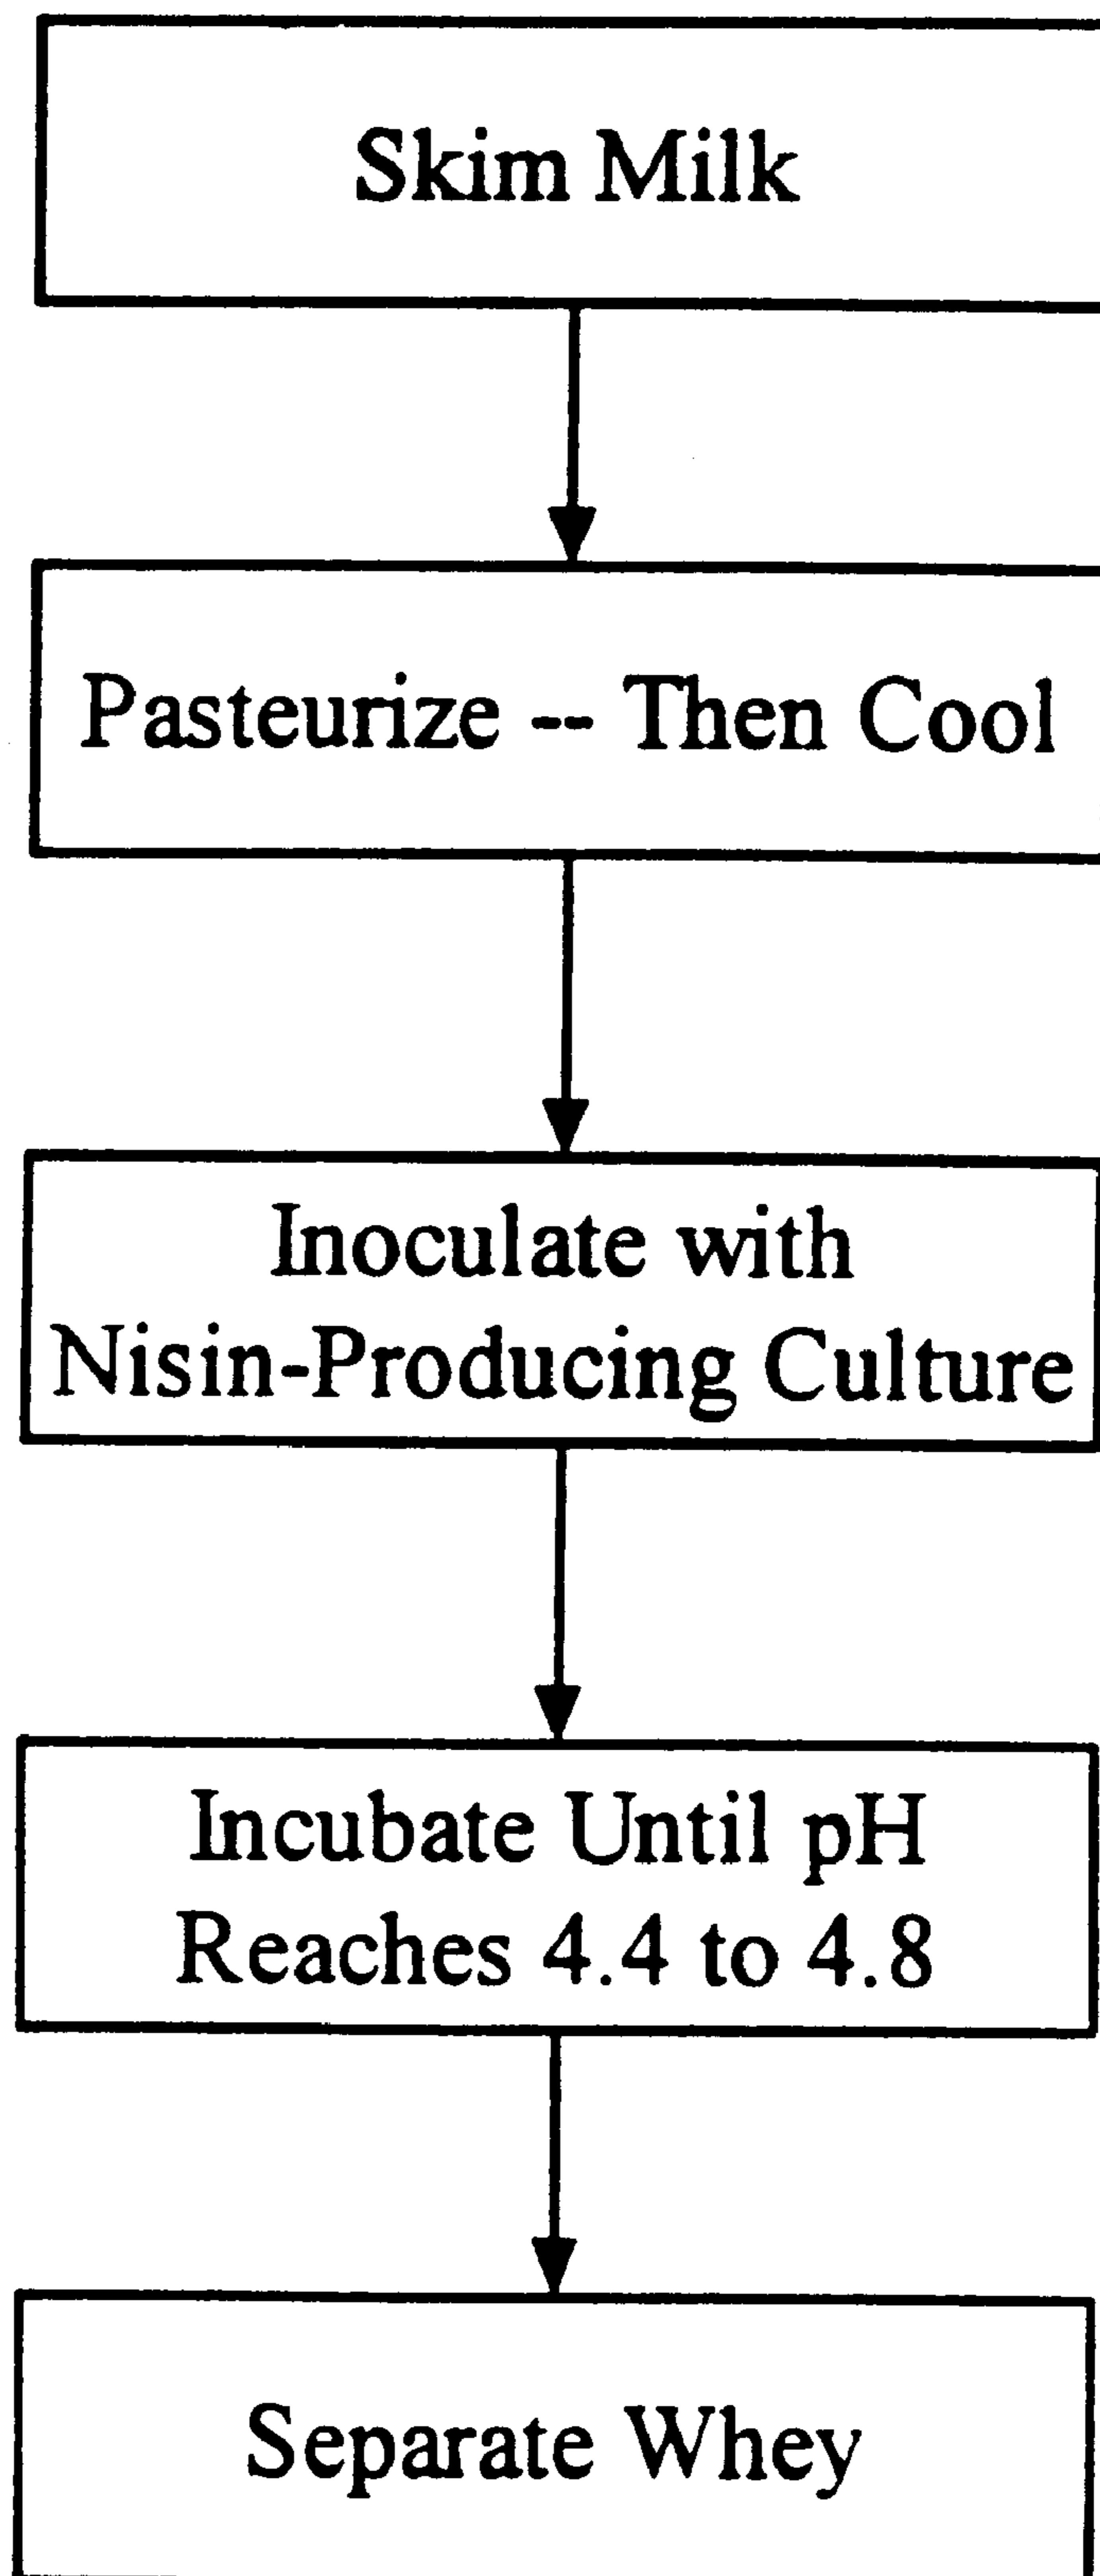 Skim Milk
Pasteurize -- Then Cool
Inoculate with
Nisin-Producing Culture
Incubate Until pH
Reaches 4.4 to 4.8
Separate Whey